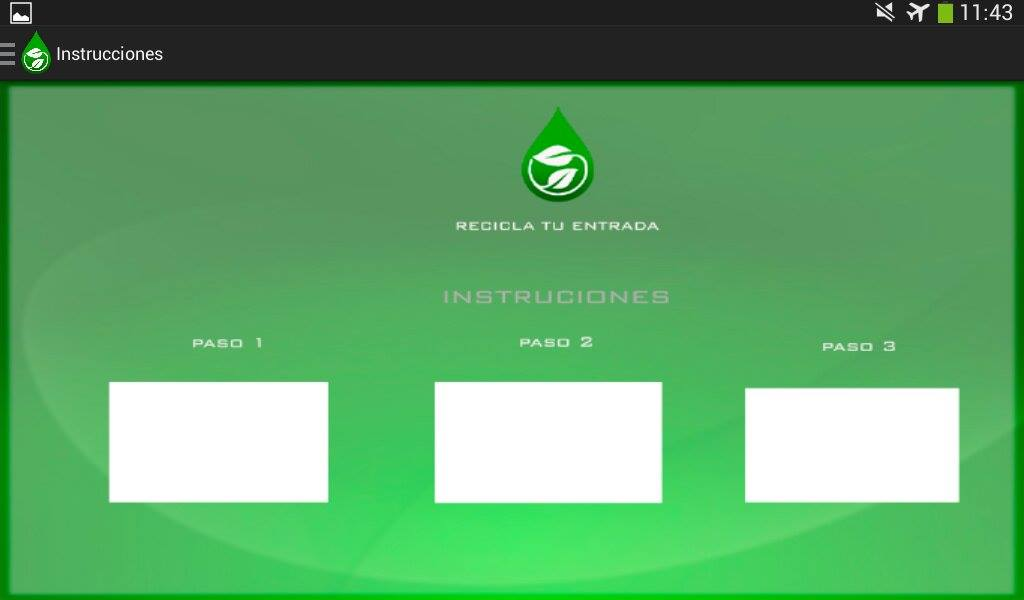 11:43
Instrucciones
RECICLA TU ENTRADA
INSTRUCIONES
PASO 1
PASO 2
PASO 3